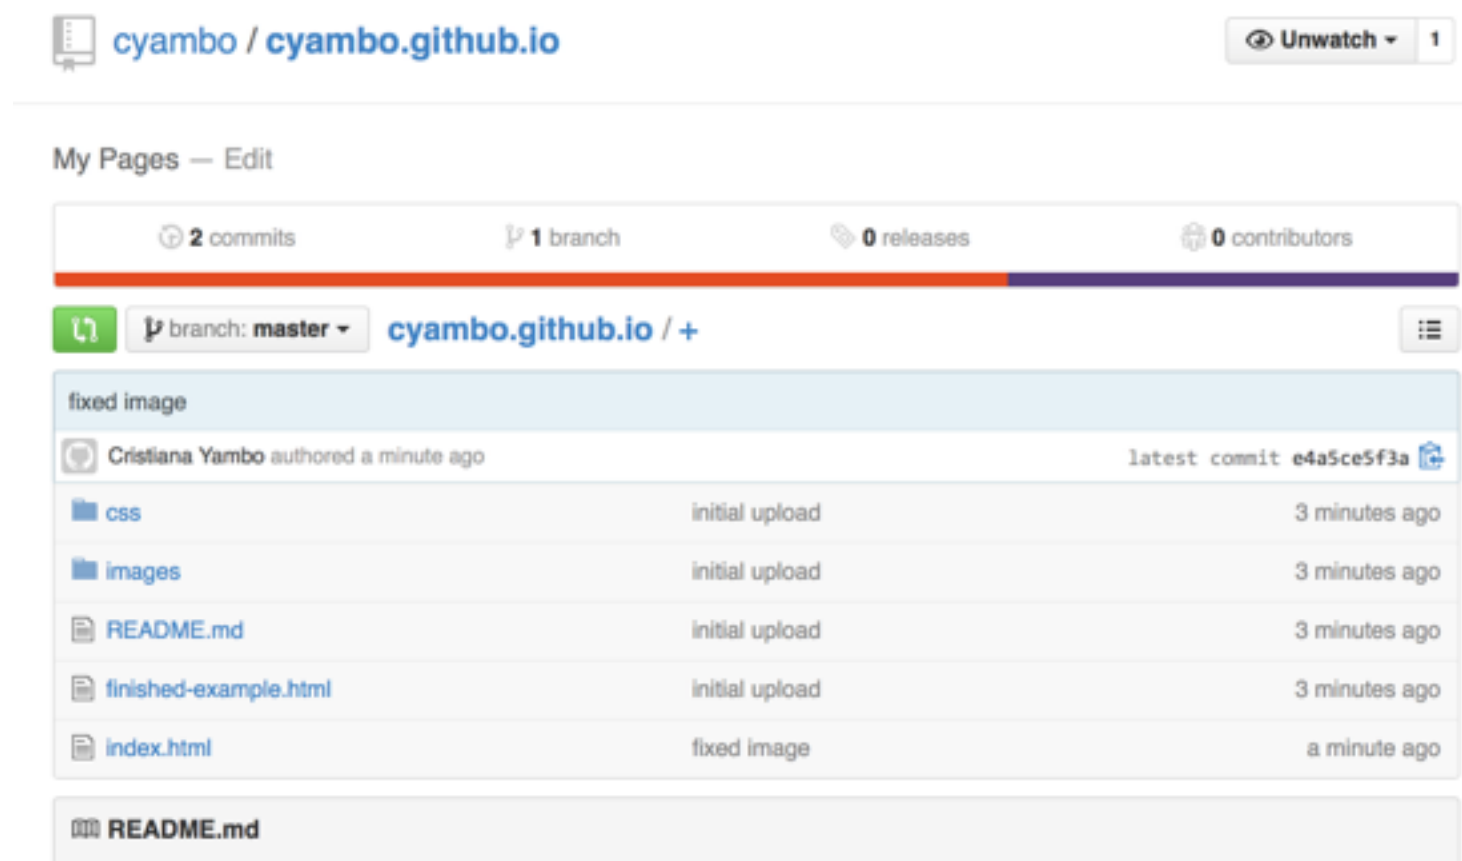 cyambo / cyambo.github.io
Unwatch 1
My Pages — Edit
2 commits 1 branch 0 releases 0 contributors
branch: master cyambo.github.io / +
fixed image
Cristiana Yambo authored a minute ago latest commit e4a5ce5f3a
css initial upload 3 minutes ago
images initial upload 3 minutes ago
README.md initial upload 3 minutes ago
finished-example.html initial upload 3 minutes ago
index.html fixed image a minute ago
README.md